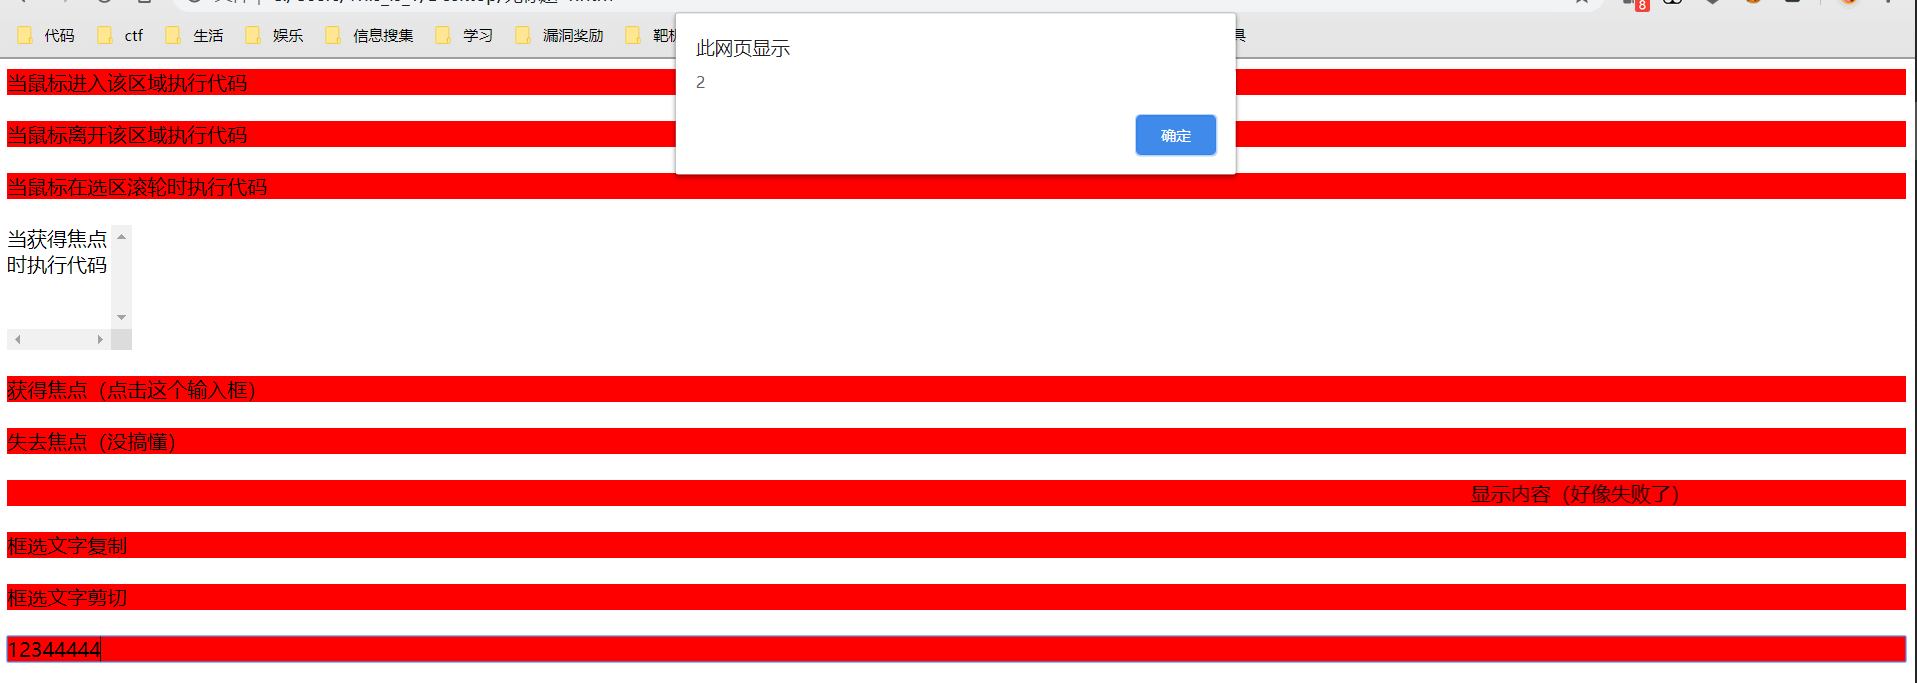 8
代码 ctf 生活 娱乐 信息搜集 学习 漏洞奖励
此网页显示
2
确定
当鼠标进入该区域执行代码
当鼠标离开该区域执行代码
当鼠标在选区滚轮时执行代码
当获得焦点
时执行代码
获得焦点（点击这个输入框）
失去焦点（没搞懂）
显示内容（好像失败了）
框选文字复制
框选文字剪切
12344444